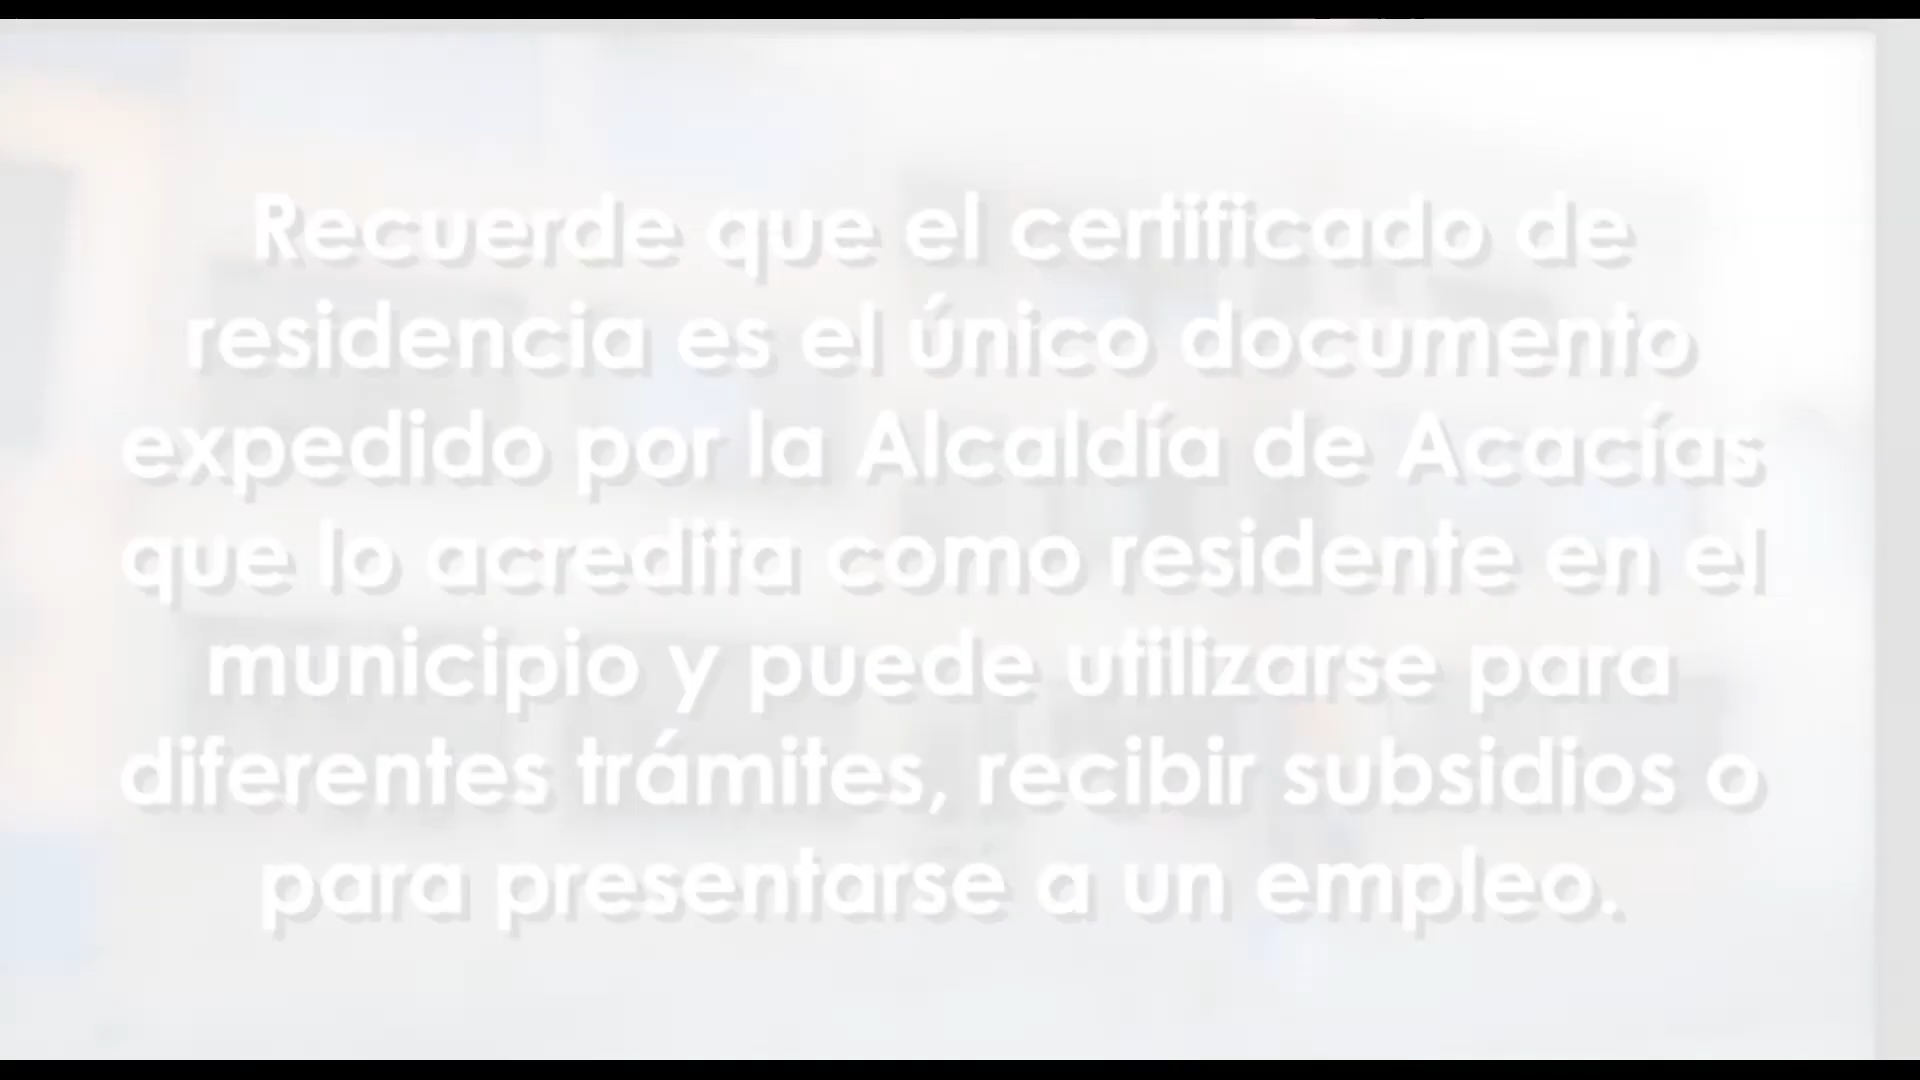 Recuerde que el certificado de
residencia es el único documento
expedido por la Alcaldía de Acacías
que lo acredita como residente en el
municipio y puede utilizarse para
diferentes trámites, recibir subsidios o
para presentarse a un empleo.